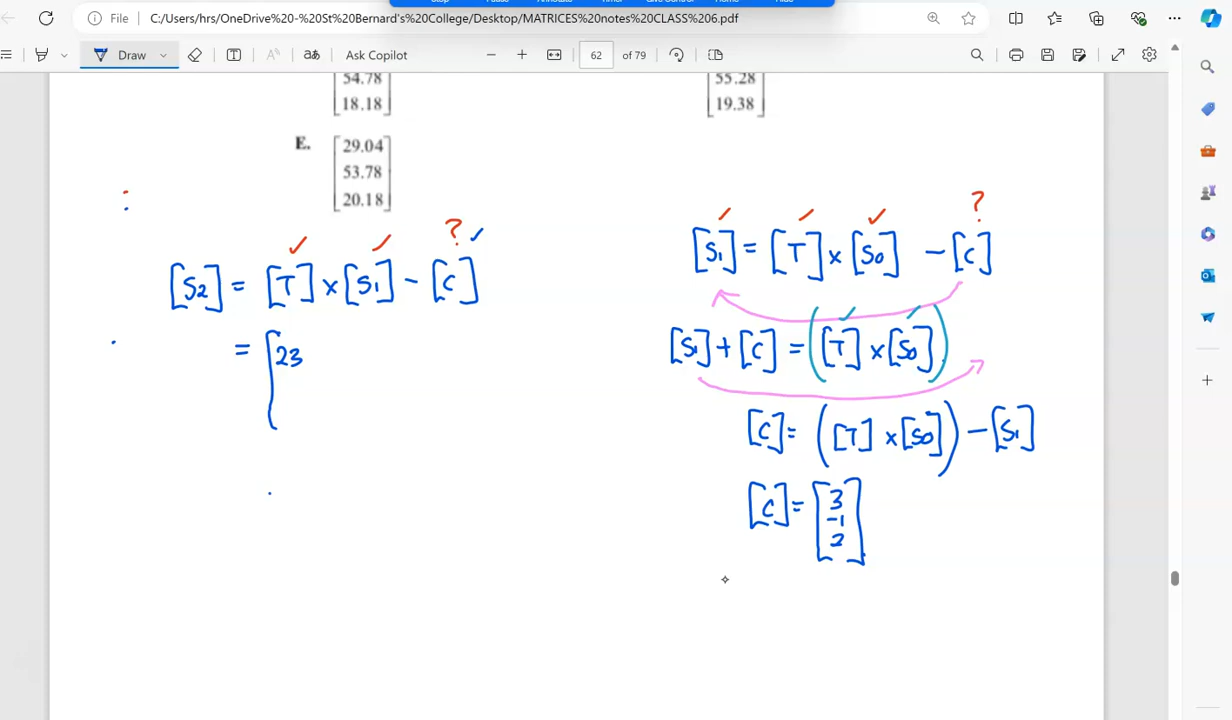 File
C:/Users/hrs/OneDrive%20-%20St%20Bernard's%20College/Desktop/MATRICES%20notes%20CLASS%206.pdf
Draw
Ask Copilot
62 of 79
54.78
18.18
55.28
19.38
E.
29.04
53.78
20.18
? ?
[S2] = [T] × [S1] − [C]
= [23
[S1] = [T] × [S0] − [C]
[S1] + [C] = ([T] × [S0])
[C] = ([T] × [S0]) − [S1]
[C] = [3
-1
2]